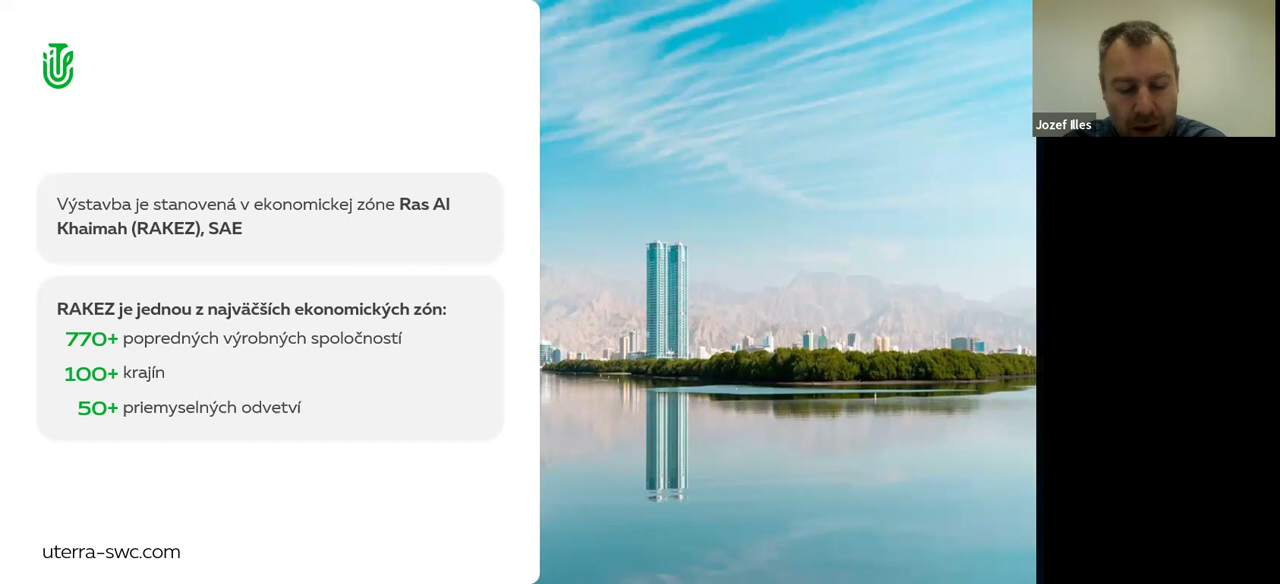 Výstavba je stanovená v ekonomickej zóne Ras Al
Khaimah (RAKEZ), SAE
RAKEZ je jednou z najväčších ekonomických zón:
770+ popredných výrobných spoločností
100+ krajín
50+ priemyselných odvetví
uterra-swc.com
Jozef Illes